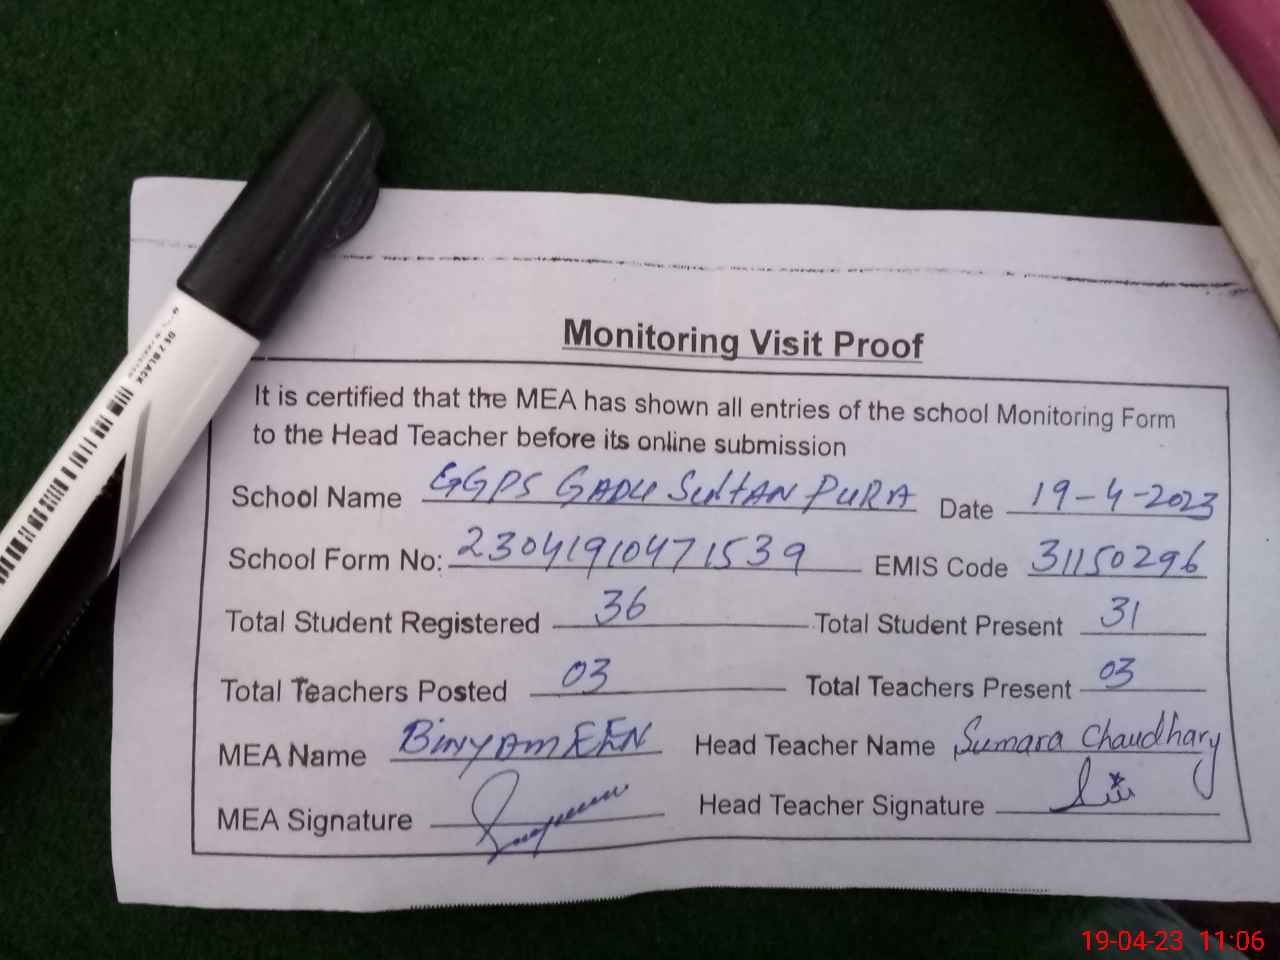 DEZ BLACK
Monitoring Visit Proof
It is certified that the MEA has shown all entries of the school Monitoring Form
to the Head Teacher before its online submission
School Name GGPS GADU SultAN PURA Date 19-4-2023
School Form No: 23041910471539 EMIS Code 31150296
Total Student Registered 36 Total Student Present 31
Total Teachers Posted 03 Total Teachers Present 03
MEA Name BinyAmEEN Head Teacher Name Sumara Chaudhary
MEA Signature Head Teacher Signature
19-04-23 11:06